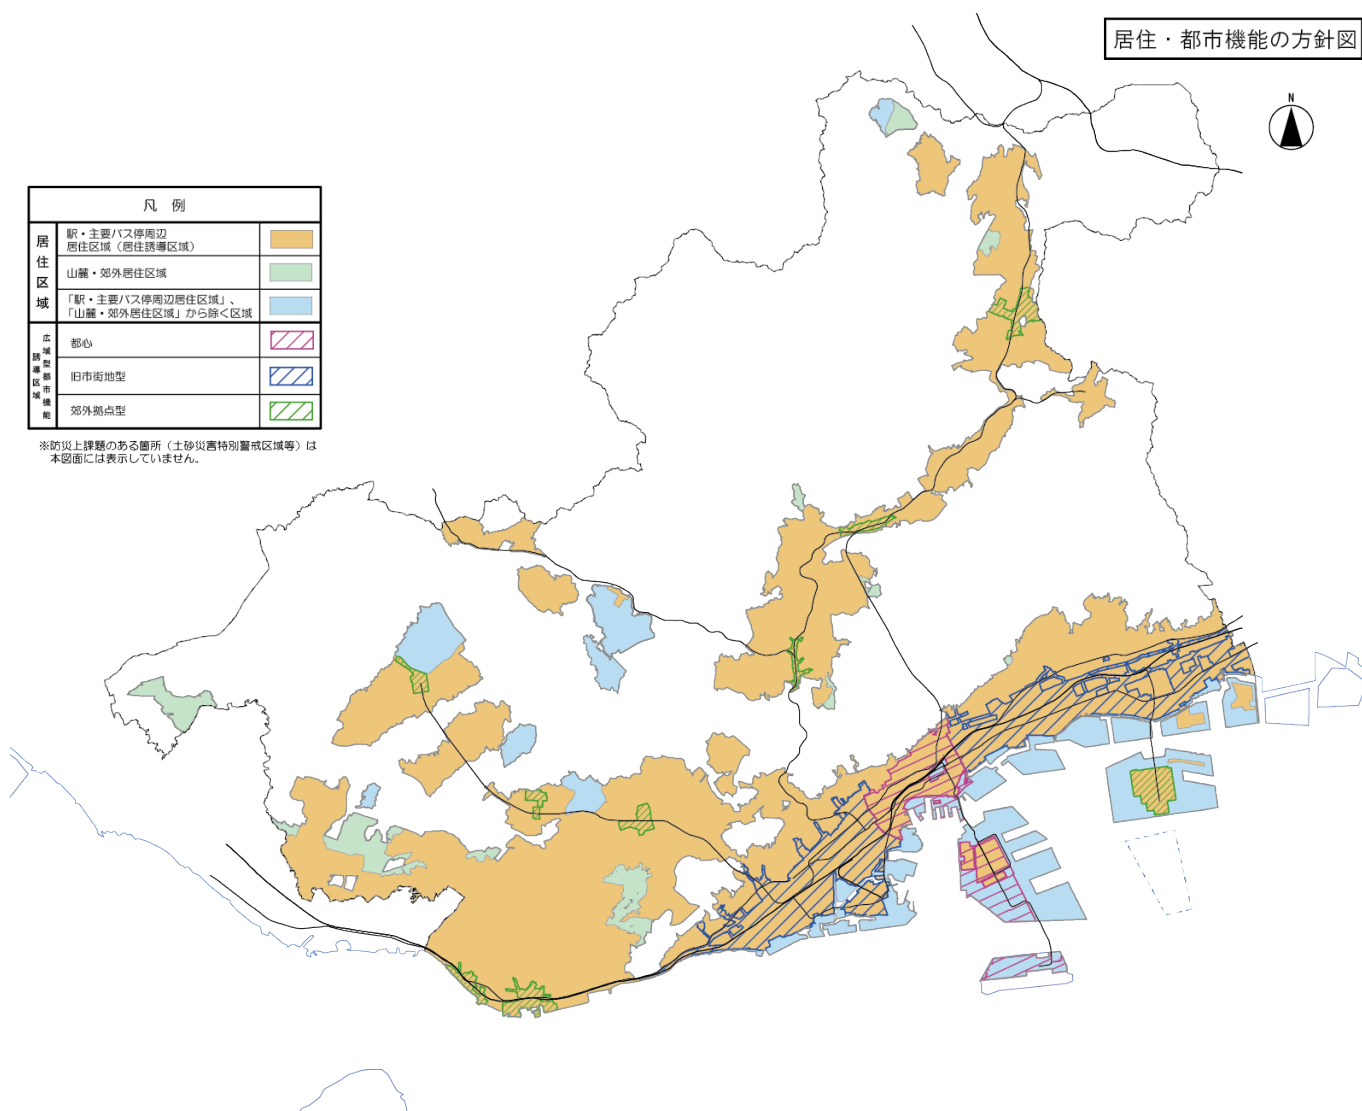 居住・都市機能の方針図
N
凡 例
居住区域
駅・主要バス停周辺
居住区域（居住誘導区域）
山麓・郊外居住区域
「駅・主要バス停周辺居住区域」、
「山麓・郊外居住区域」から除く区域
広域型都市機能
誘導区域
都心
旧市街地型
郊外拠点型
※防災上課題のある箇所（土砂災害特別警戒区域等）は
本図面には表示していません。